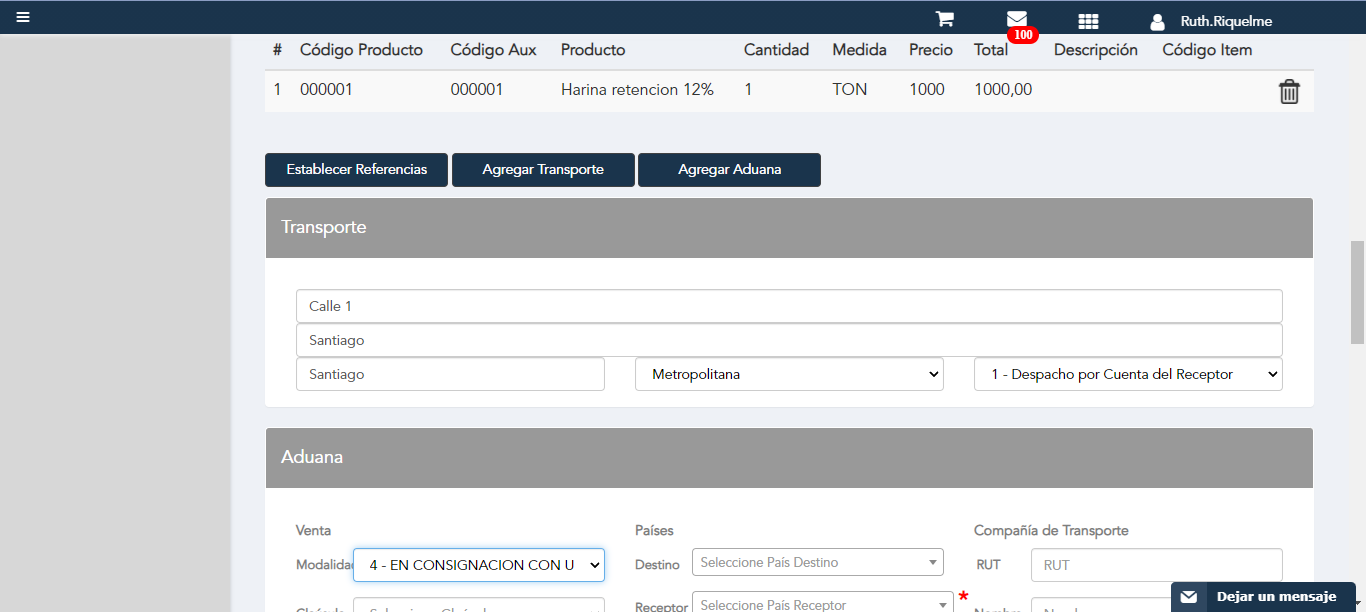 Ruth.Riquelme
100
# Código Producto Código Aux Producto Cantidad Medida Precio Total Descripción Código Item
1 000001 000001 Harina retencion 12% 1 TON 1000 1000,00
Establecer Referencias Agregar Transporte Agregar Aduana
Transporte
Calle 1
Santiago
Santiago Metropolitana 1 - Despacho por Cuenta del Receptor
Aduana
Venta Países Compañía de Transporte
Modalidad 4 - EN CONSIGNACION CON U Destino Seleccione País Destino RUT RUT
Receptor Seleccione País Receptor *
Dejar un mensaje